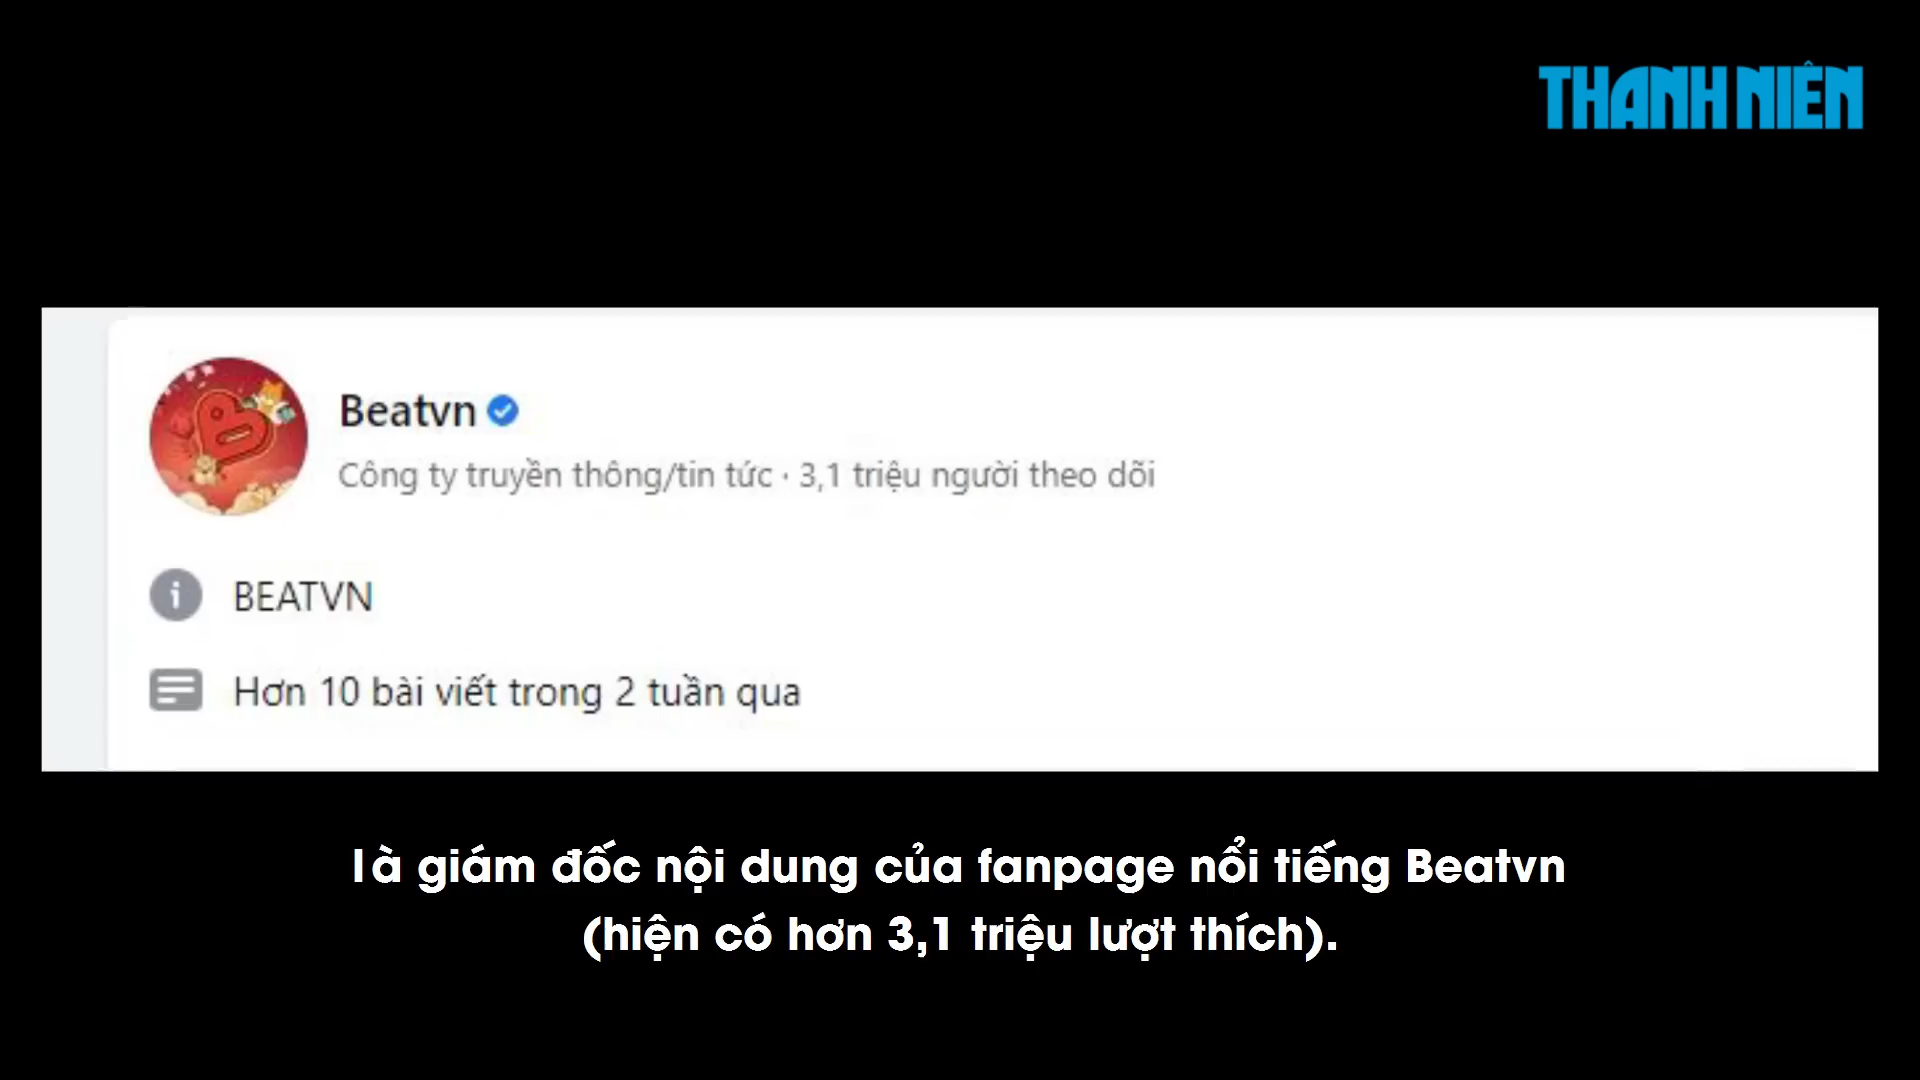 THANH NIÊN
Beatvn
Công ty truyền thông/tin tức · 3,1 triệu người theo dõi
BEATVN
Hơn 10 bài viết trong 2 tuần qua
là giám đốc nội dung của fanpage nổi tiếng Beatvn
(hiện có hơn 3,1 triệu lượt thích).